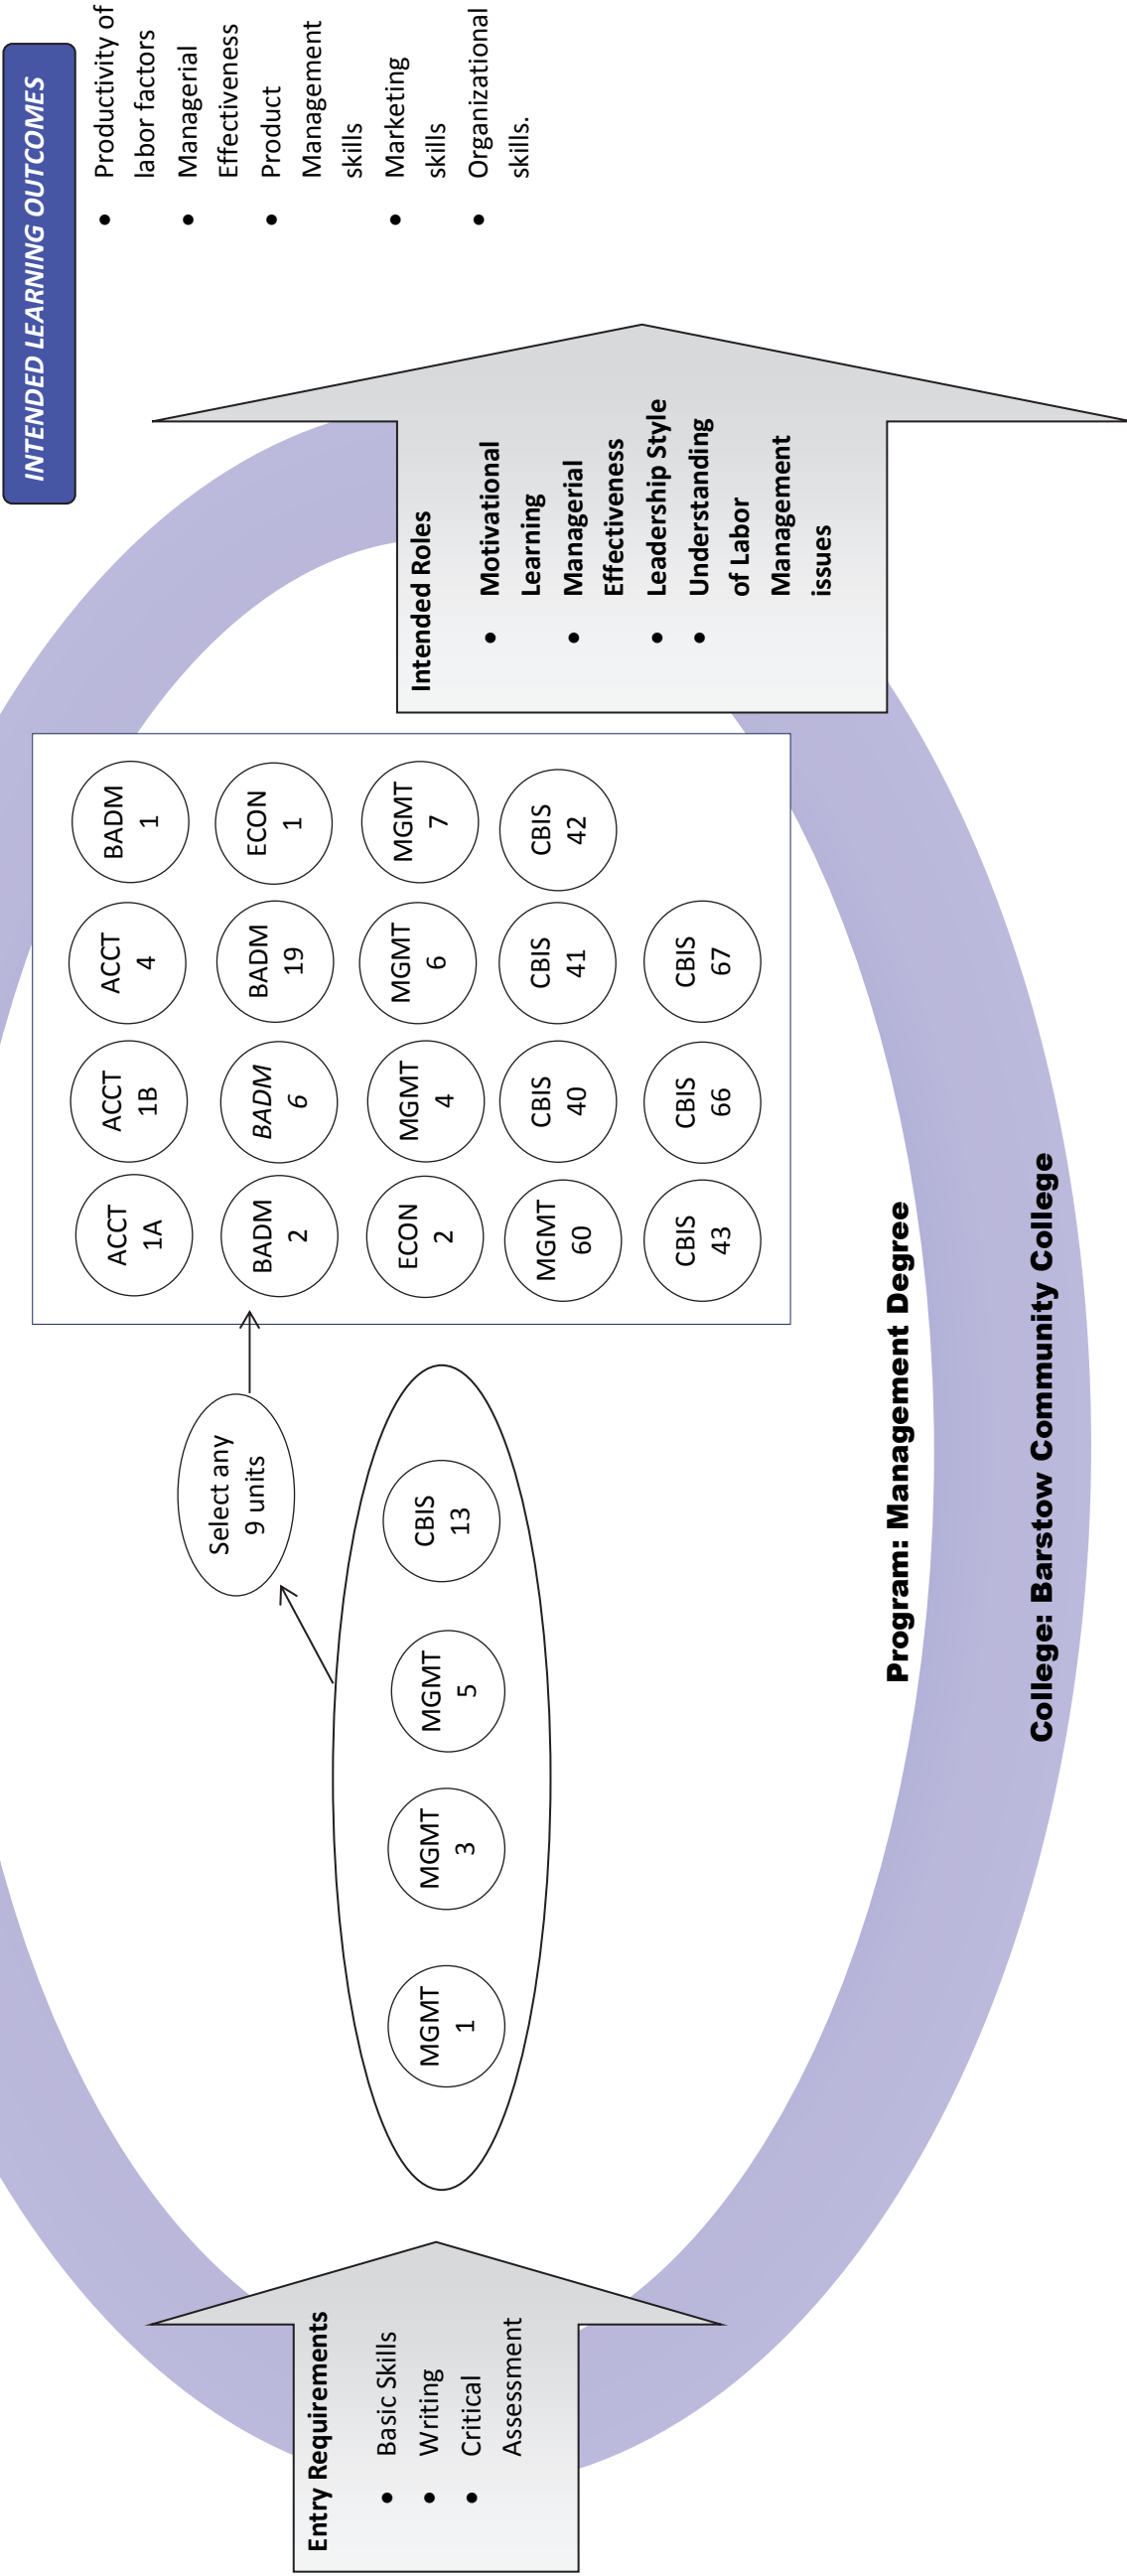 INTENDED LEARNING OUTCOMES
• Productivity of
labor factors
• Managerial
Effectiveness
• Product
Management
skills
• Marketing
skills
• Organizational
skills.
Entry Requirements
• Basic Skills
• Writing
• Critical
Assessment
MGMT
1
MGMT
3
MGMT
5
CBIS
13
Select any
9 units
ACCT
1A
ACCT
1B
ACCT
4
BADM
1
BADM
2
BADM
6
BADM
19
ECON
1
ECON
2
MGMT
4
MGMT
6
MGMT
7
MGMT
60
CBIS
40
CBIS
41
CBIS
42
CBIS
43
CBIS
66
CBIS
67
Intended Roles
• Motivational
Learning
• Managerial
Effectiveness
• Leadership Style
• Understanding
of Labor
Management
issues
Program: Management Degree
College: Barstow Community College